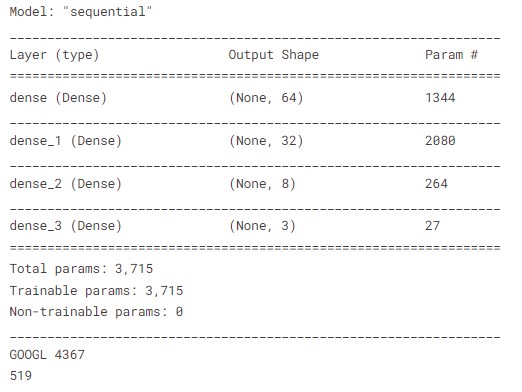 Model: "sequential"
_________________________________________________________________
Layer (type) Output Shape Param #
=================================================================
dense (Dense) (None, 64) 1344
_________________________________________________________________
dense_1 (Dense) (None, 32) 2080
_________________________________________________________________
dense_2 (Dense) (None, 8) 264
_________________________________________________________________
dense_3 (Dense) (None, 3) 27
=================================================================
Total params: 3,715
Trainable params: 3,715
Non-trainable params: 0
_________________________________________________________________
GOOGL 4367
519